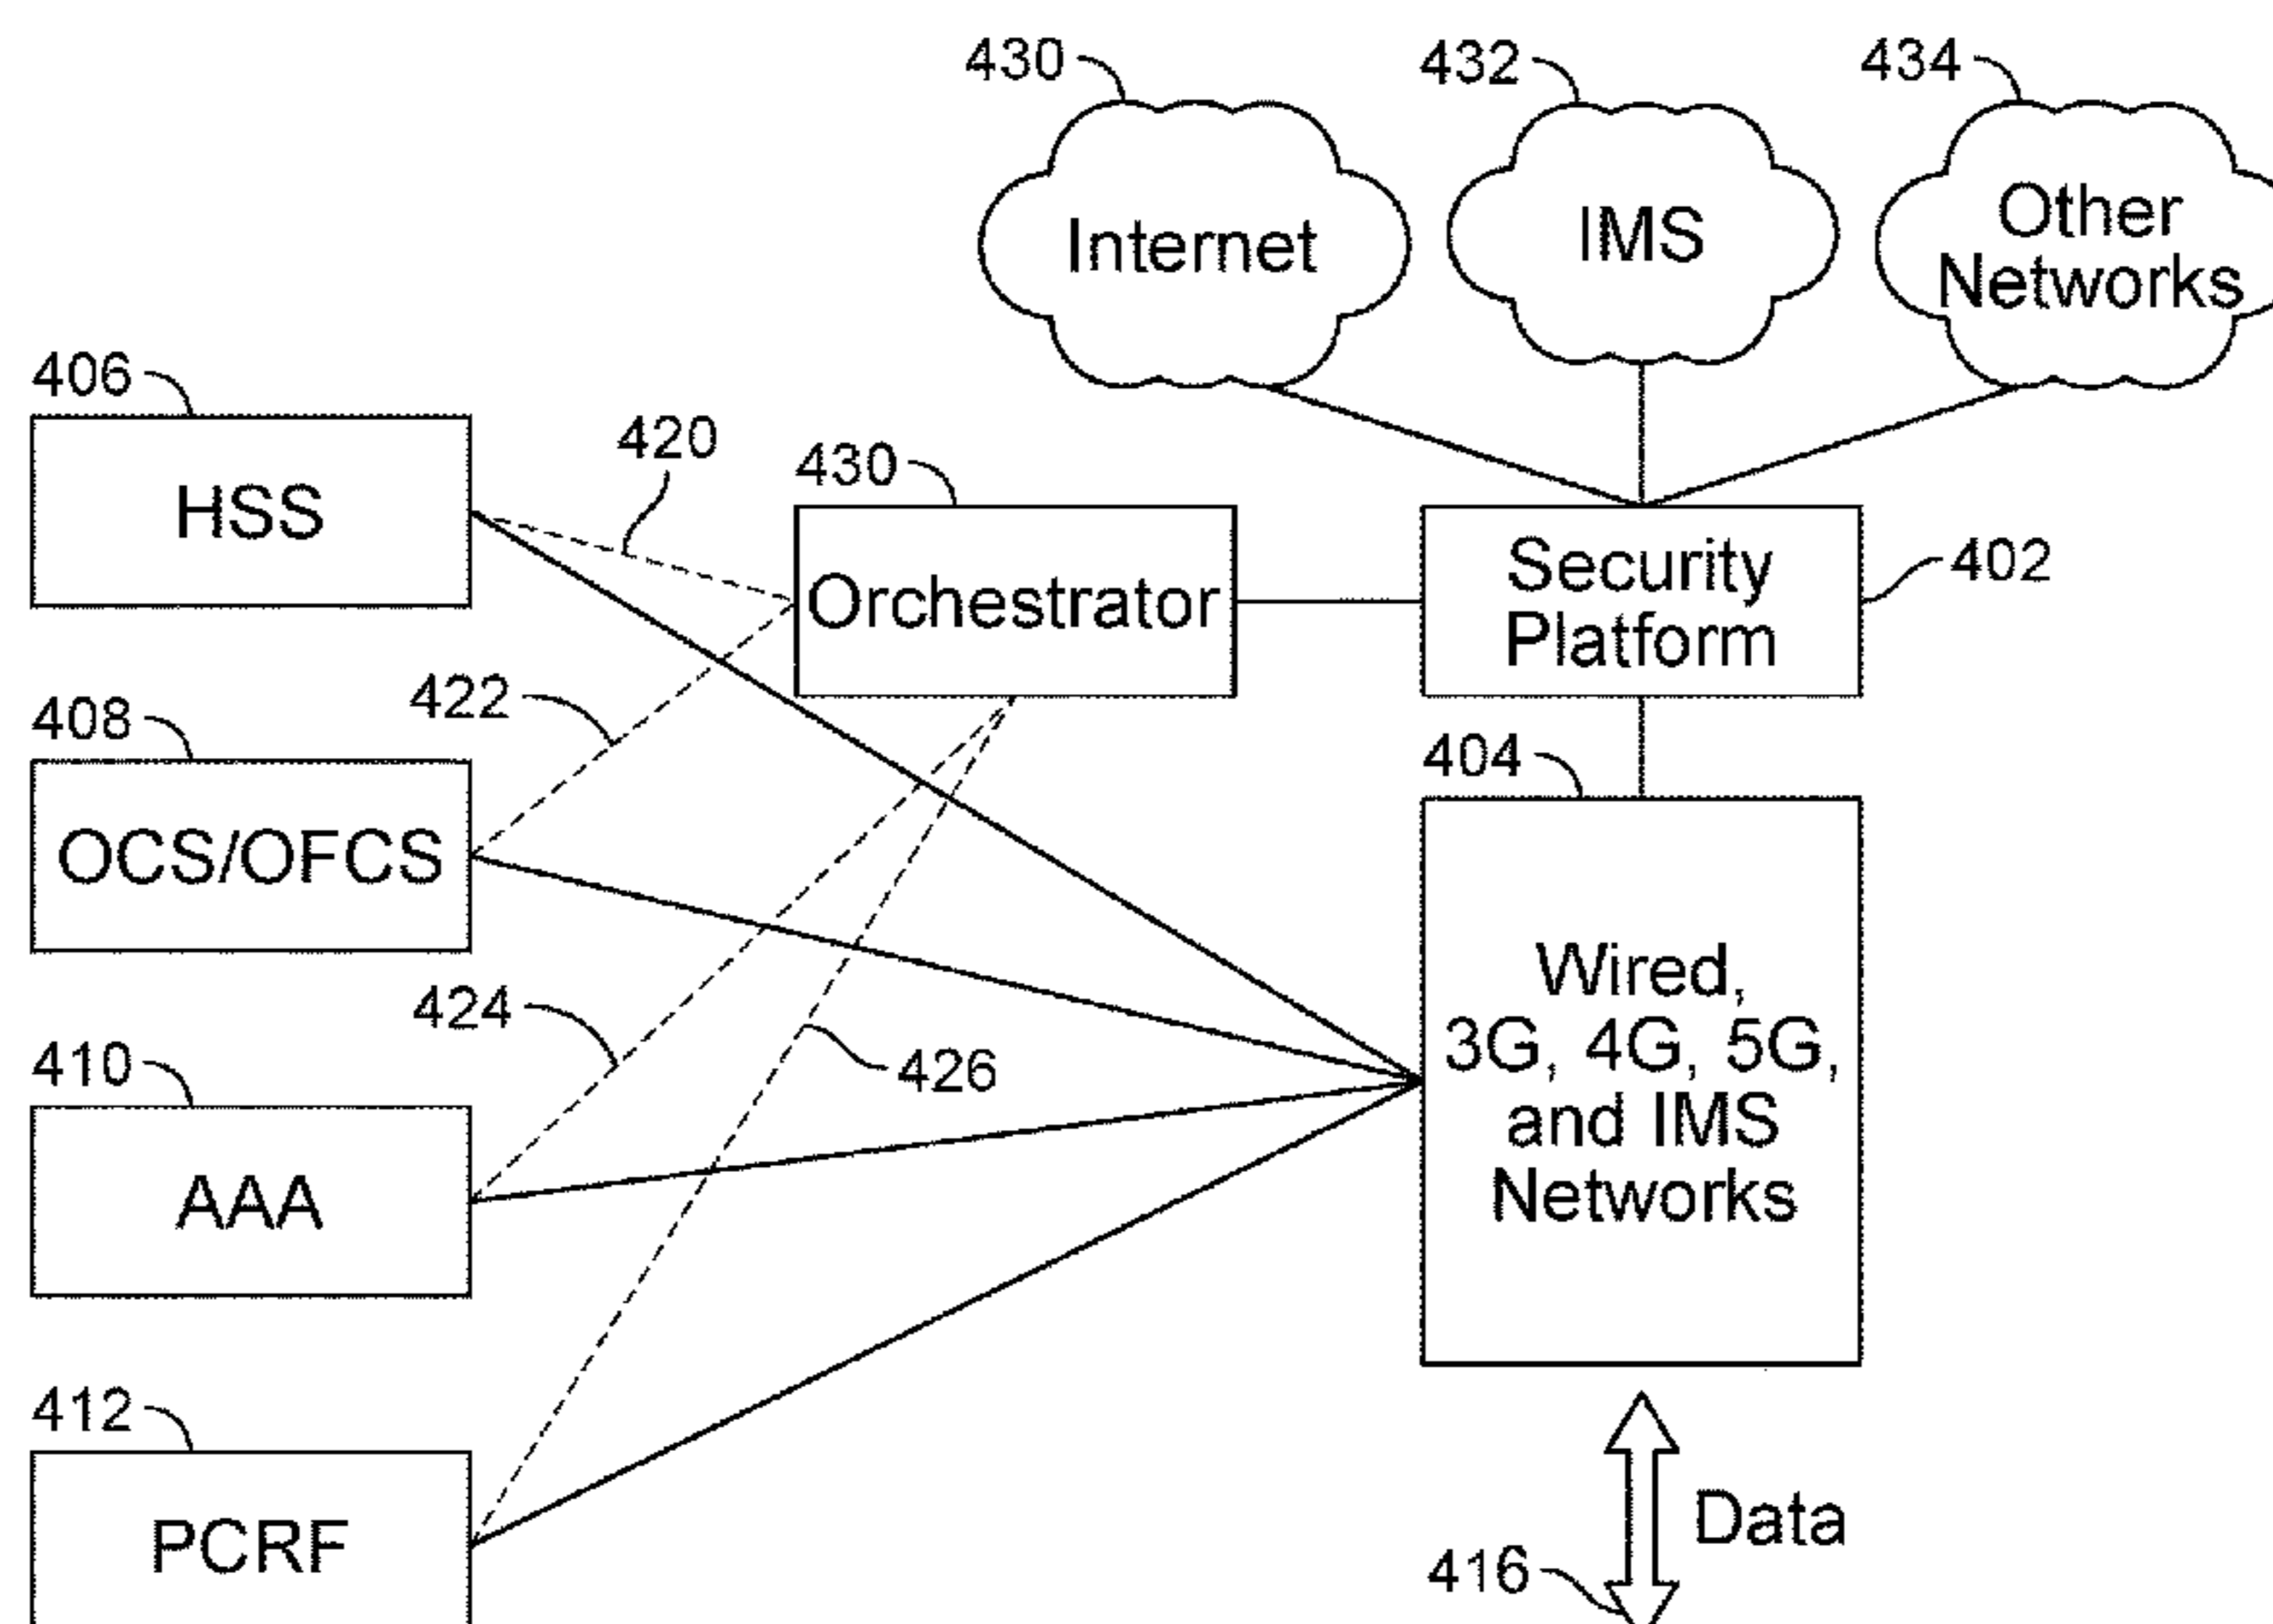 430
432
434
Internet
IMS
Other
Networks
406
420
430
HSS
Orchestrator
Security
Platform
402
422
408
404
OCS/OFCS
Wired,
3G, 4G, 5G,
and IMS
Networks
424
426
410
AAA
412
PCRF
Data
416